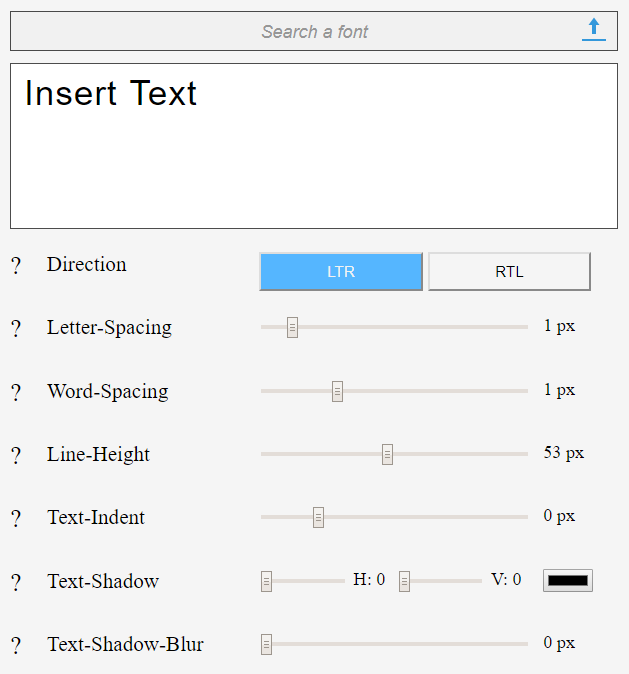 Search a font
Insert Text
? Direction LTR RTL
? Letter-Spacing 1 px
? Word-Spacing 1 px
? Line-Height 53 px
? Text-Indent 0 px
? Text-Shadow H: 0 V: 0
? Text-Shadow-Blur 0 px